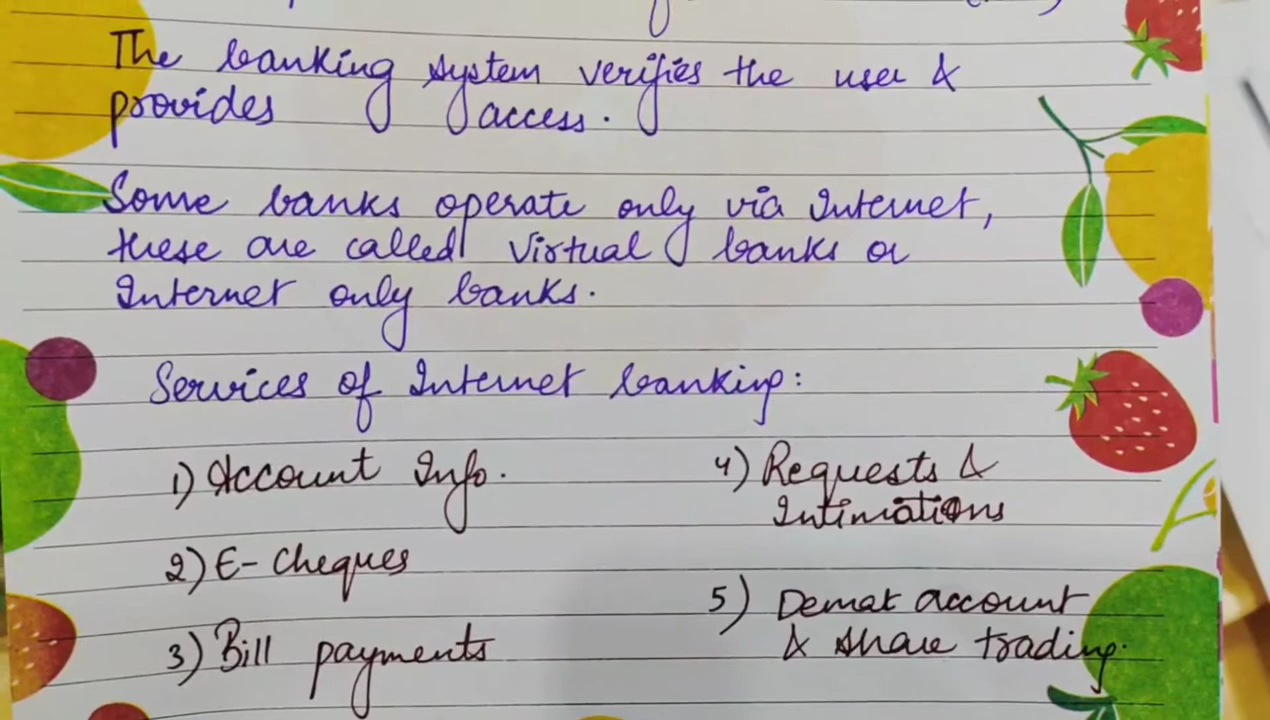 The banking system verifies the user &
provides access.
Some banks operate only via Internet,
these are called Virtual banks or
Internet only banks.
Services of Internet banking:
1) Account Info.
2) E-Cheques
3) Bill payments
4) Requests &
Intimations
5) Demat account
& share trading.